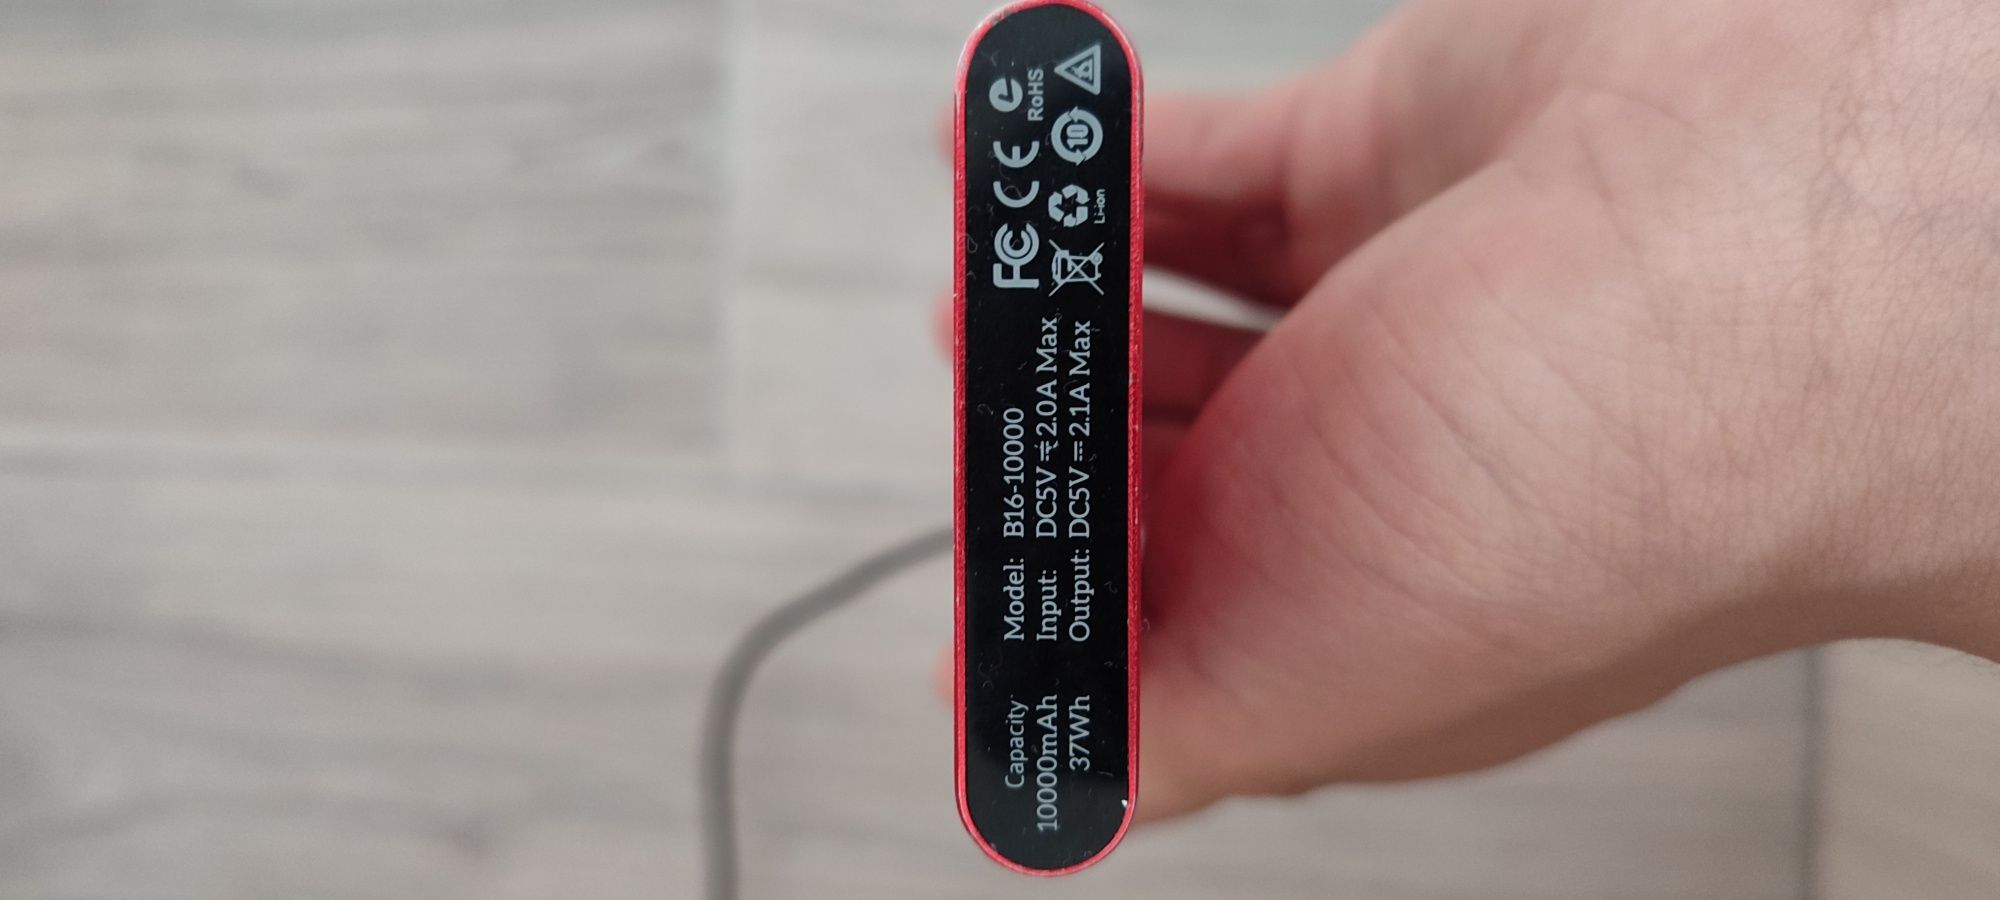 Capacity
10000mAh
37Wh
Model: B16-10000
Input: DC5V⎓2.0A Max
Output: DC5V⎓2.1A Max
FC CE e
RoHS
Li-ion
10